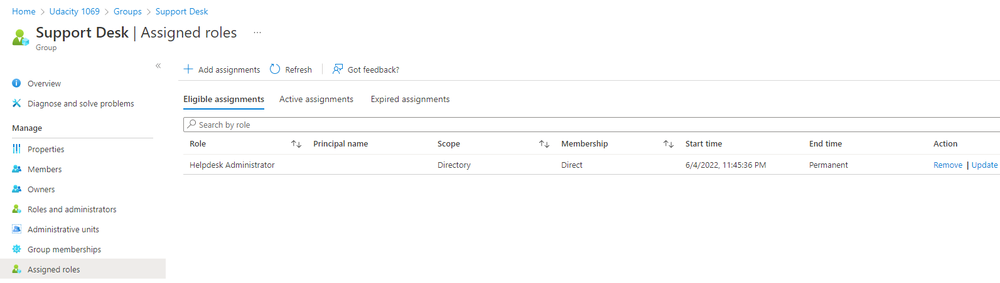 Home > Udacity 1069 > Groups > Support Desk
Support Desk | Assigned roles ...
Group
«
Overview
Diagnose and solve problems
Manage
Properties
Members
Owners
Roles and administrators
Administrative units
Group memberships
Assigned roles
Add assignments Refresh Got feedback?
Eligible assignments Active assignments Expired assignments
Search by role
Role Principal name Scope Membership Start time End time Action
Helpdesk Administrator Directory Direct 6/4/2022, 11:45:36 PM Permanent Remove | Update